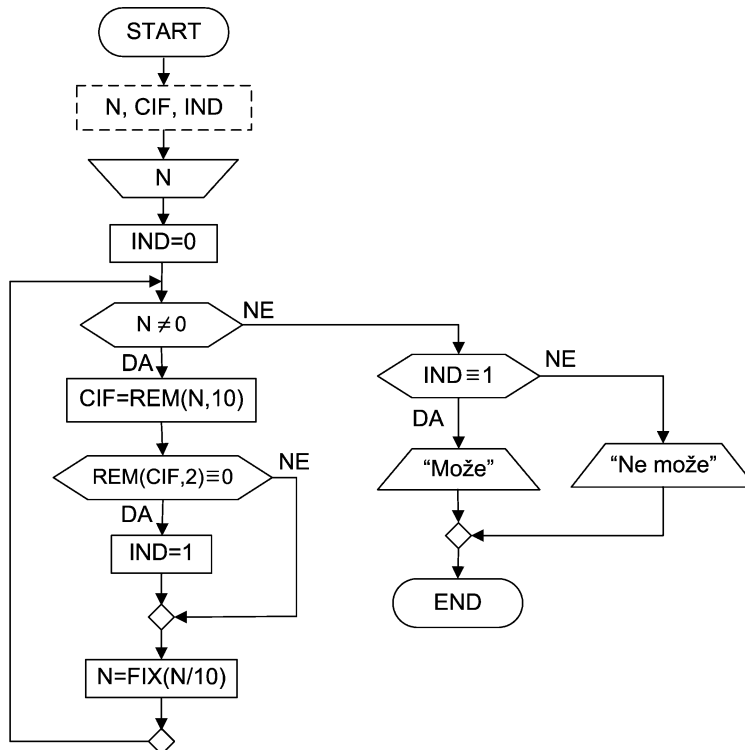 START
N, CIF, IND
N
IND=0
N ≠ 0
NE
DA
CIF=REM(N,10)
REM(CIF,2)≡0
NE
DA
IND=1
N=FIX(N/10)
IND≡1
NE
DA
“Može”
“Ne može”
END